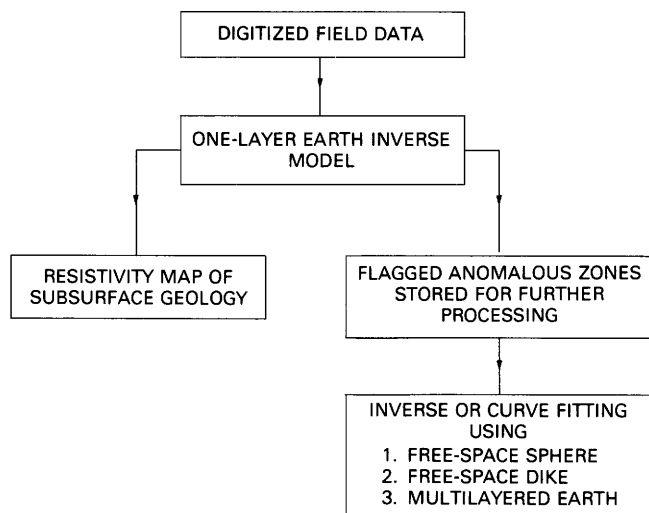 DIGITIZED FIELD DATA
ONE-LAYER EARTH INVERSE
MODEL
RESISTIVITY MAP OF
SUBSURFACE GEOLOGY
FLAGGED ANOMALOUS ZONES
STORED FOR FURTHER
PROCESSING
INVERSE OR CURVE FITTING
USING
1. FREE-SPACE SPHERE
2. FREE-SPACE DIKE
3. MULTILAYERED EARTH